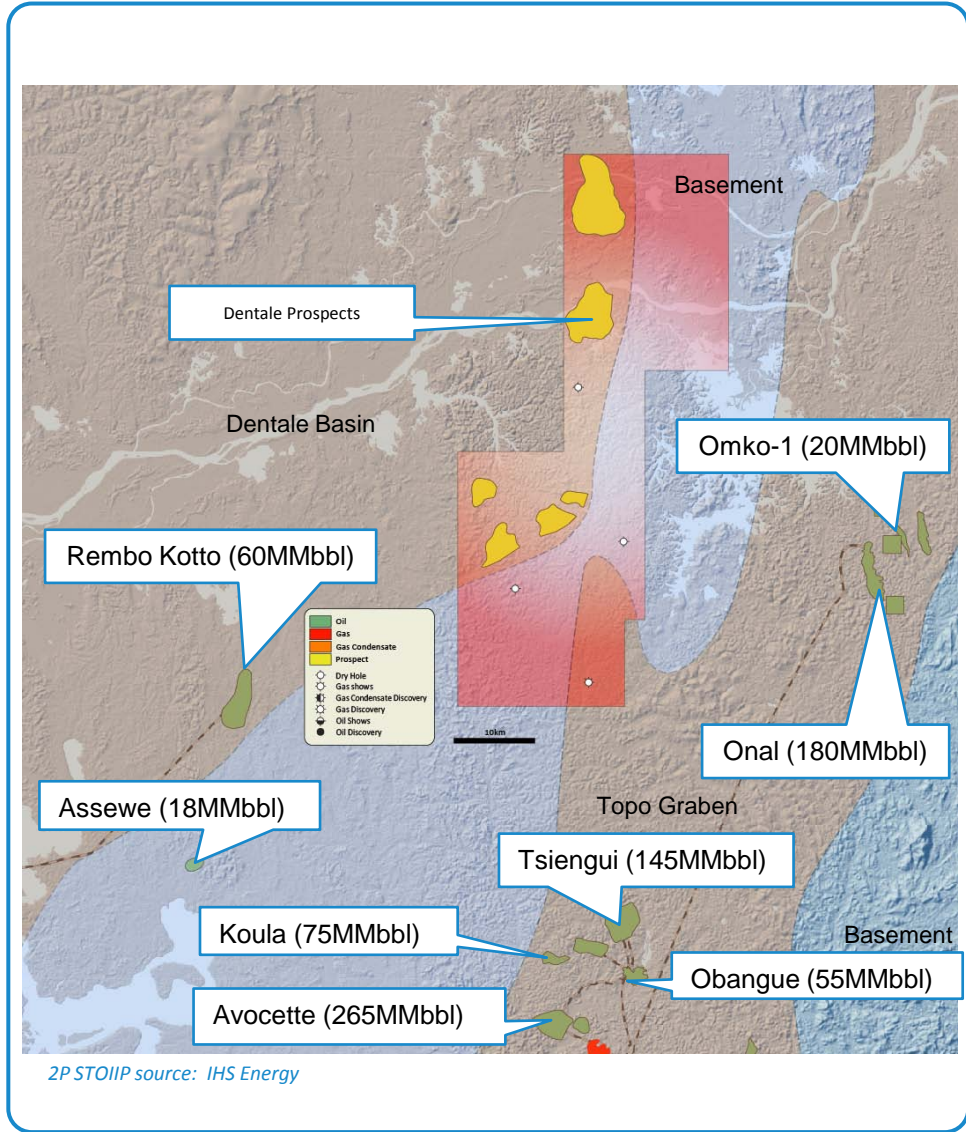 Basement
Dentale Prospects
Dentale Basin
Omko-1 (20MMbbl)
Rembo Kotto (60MMbbl)
Oil
Gas
Gas Condensate
Prospect
Dry Hole
Gas shows
Gas Condensate Discovery
Gas Discovery
Oil Shows
Oil Discovery
10km
Onal (180MMbbl)
Assewe (18MMbbl)
Topo Graben
Tsiengui (145MMbbl)
Koula (75MMbbl)
Basement
Obangue (55MMbbl)
Avocette (265MMbbl)
2P STOIIP source: IHS Energy